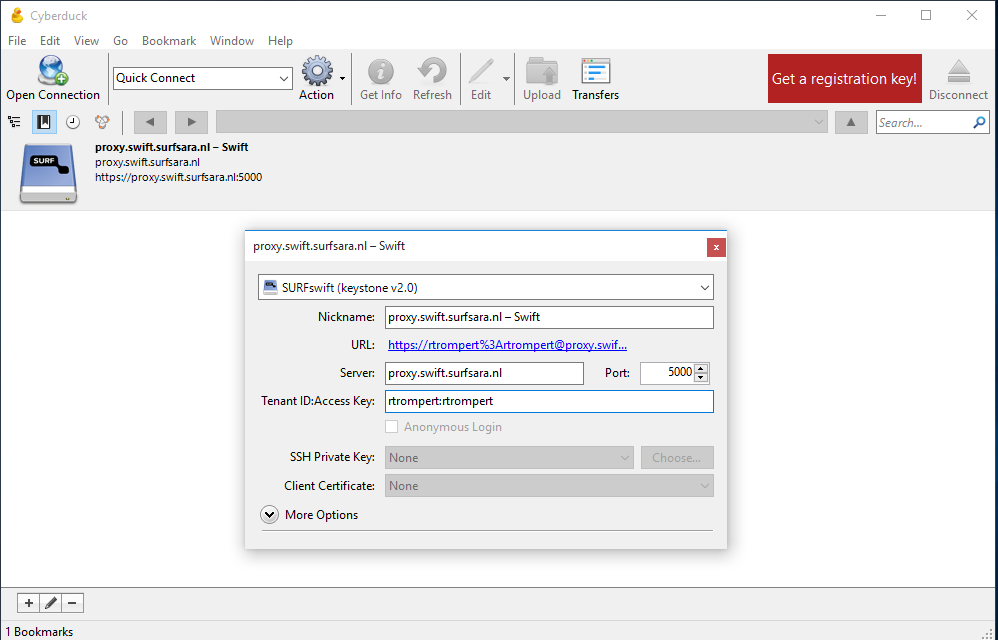 Cyberduck
File Edit View Go Bookmark Window Help
Quick Connect
Get a registration key!
Open Connection Action Get Info Refresh Edit Upload Transfers Disconnect
Search...
SURF
proxy.swift.surfsara.nl – Swift
proxy.swift.surfsara.nl
https://proxy.swift.surfsara.nl:5000
proxy.swift.surfsara.nl – Swift
x
SURFswift (keystone v2.0)
Nickname: proxy.swift.surfsara.nl – Swift
URL: https://rtrompert%3Artrompert@proxy.swif...
Server: proxy.swift.surfsara.nl Port: 5000
Tenant ID:Access Key: rtrompert:rtrompert
Anonymous Login
SSH Private Key: None Choose...
Client Certificate: None
More Options
1 Bookmarks